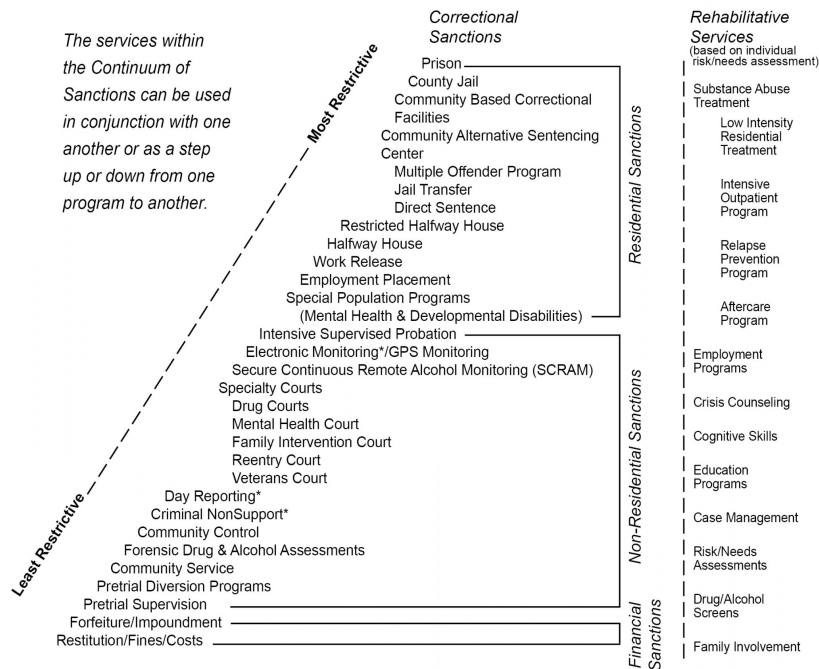 The services within
the Continuum of
Sanctions can be used
in conjunction with one
another or as a step
up or down from one
program to another.
Most Restrictive
Least Restrictive
Correctional
Sanctions
Prison
County Jail
Community Based Correctional
Facilities
Community Alternative Sentencing
Center
Multiple Offender Program
Jail Transfer
Direct Sentence
Restricted Halfway House
Halfway House
Work Release
Employment Placement
Special Population Programs
(Mental Health & Developmental Disabilities)
Intensive Supervised Probation
Electronic Monitoring*/GPS Monitoring
Secure Continuous Remote Alcohol Monitoring (SCRAM)
Specialty Courts
Drug Courts
Mental Health Court
Family Intervention Court
Reentry Court
Veterans Court
Day Reporting*
Criminal NonSupport*
Community Control
Forensic Drug & Alcohol Assessments
Community Service
Pretrial Diversion Programs
Pretrial Supervision
Forfeiture/Impoundment
Restitution/Fines/Costs
Residential Sanctions
Non-Residential Sanctions
Financial
Sanctions
Rehabilitative
Services
(based on individual
risk/needs assessment)
Substance Abuse
Treatment
Low Intensity
Residential
Treatment
Intensive
Outpatient
Program
Relapse
Prevention
Program
Aftercare
Program
Employment
Programs
Crisis Counseling
Cognitive Skills
Education
Programs
Case Management
Risk/Needs
Assessments
Drug/Alcohol
Screens
Family Involvement